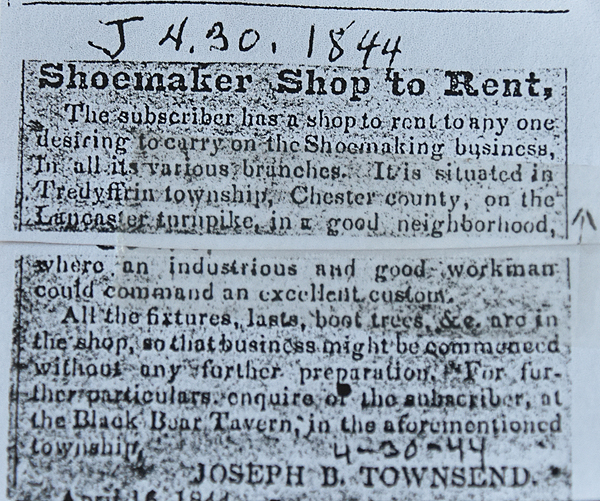 J 4.30.1844
Shoemaker Shop to Rent,
The subscriber has a shop to rent to any one
desiring to carry on the Shoemaking business,
in all its various branches. It is situated in
Tredyffrin township, Chester county, on the
Lancaster turnpike, in a good neighborhood,
where an industrious and good workman
could command an excellent custom.
All the fixtures, lasts, boot trees, &c. are in
the shop, so that business might be commenced
without any further preparation. For fur-
ther particulars enquire of the subscriber, at
the Black Bear Tavern, in the aforementioned
township,
4-30-44
JOSEPH B. TOWNSEND.
April 16, 1844